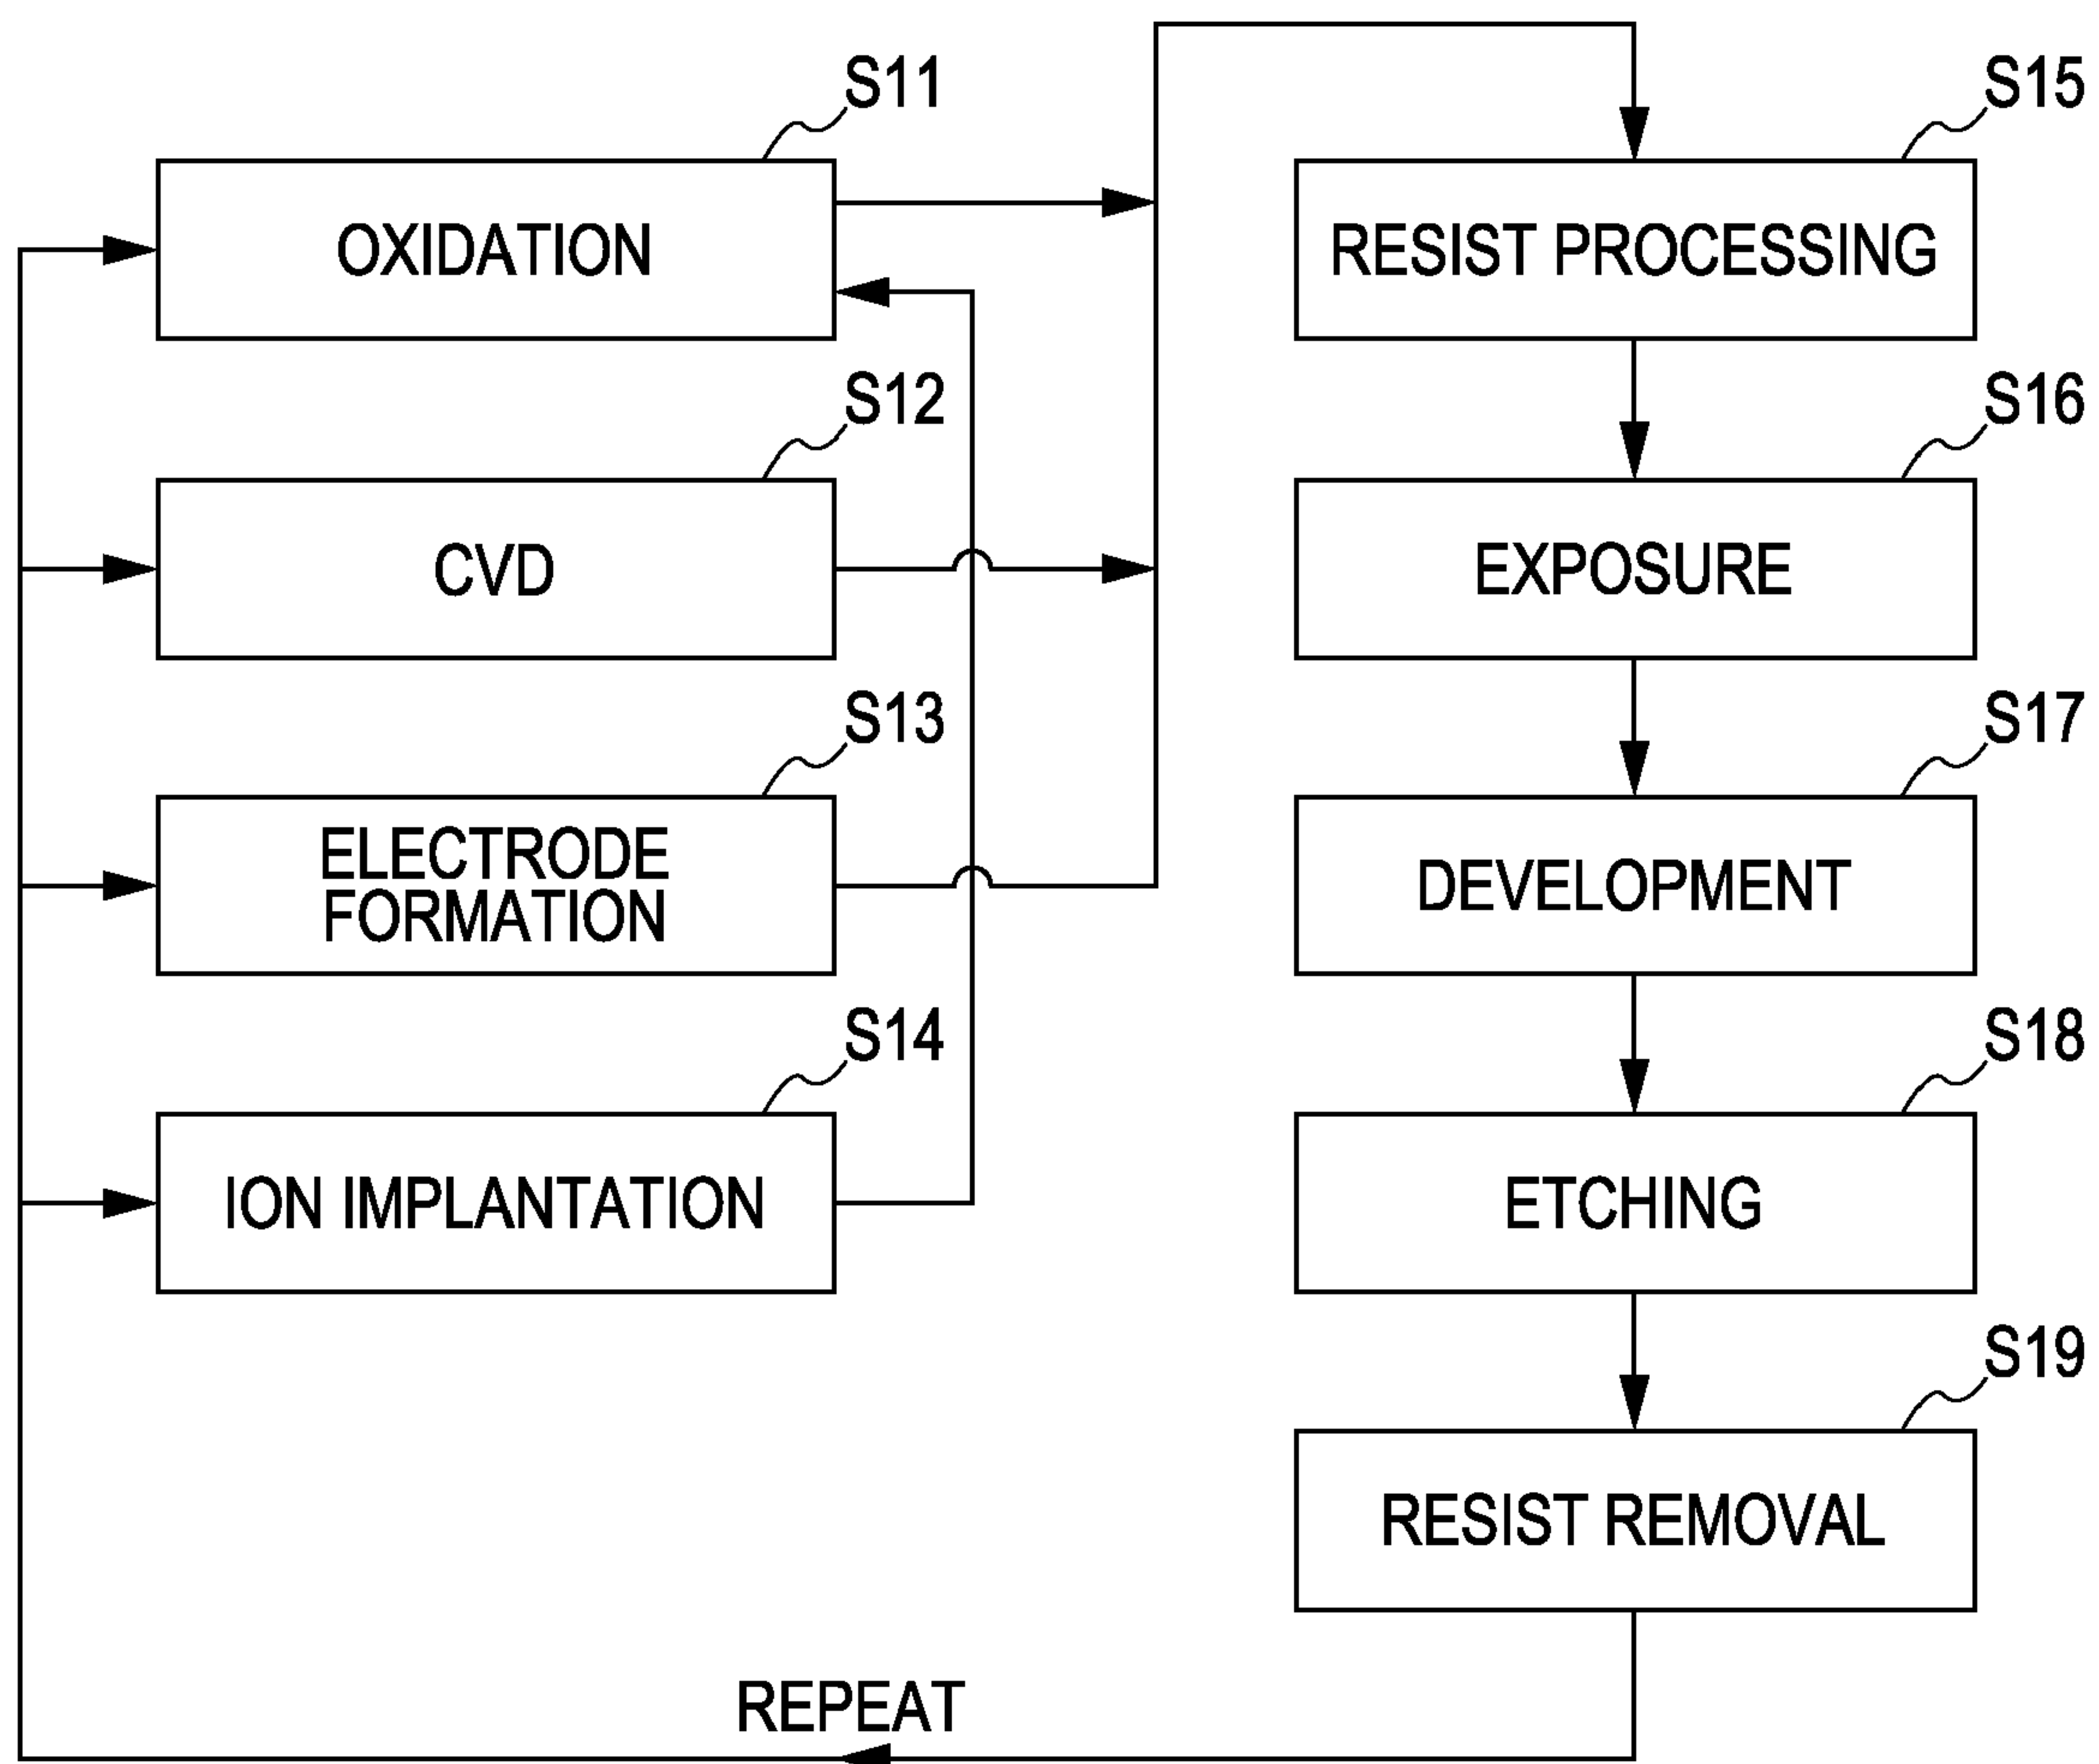 S11
OXIDATION
S12
CVD
S13
ELECTRODE
FORMATION
S14
ION IMPLANTATION
S15
RESIST PROCESSING
S16
EXPOSURE
S17
DEVELOPMENT
S18
ETCHING
S19
RESIST REMOVAL
REPEAT